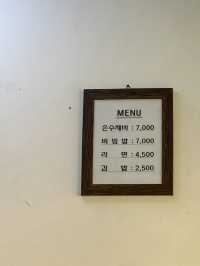 MENU
온수제비 : 7,000
비 빔 밥 : 7,000
라 면 : 4,500
김 밥 : 2,500